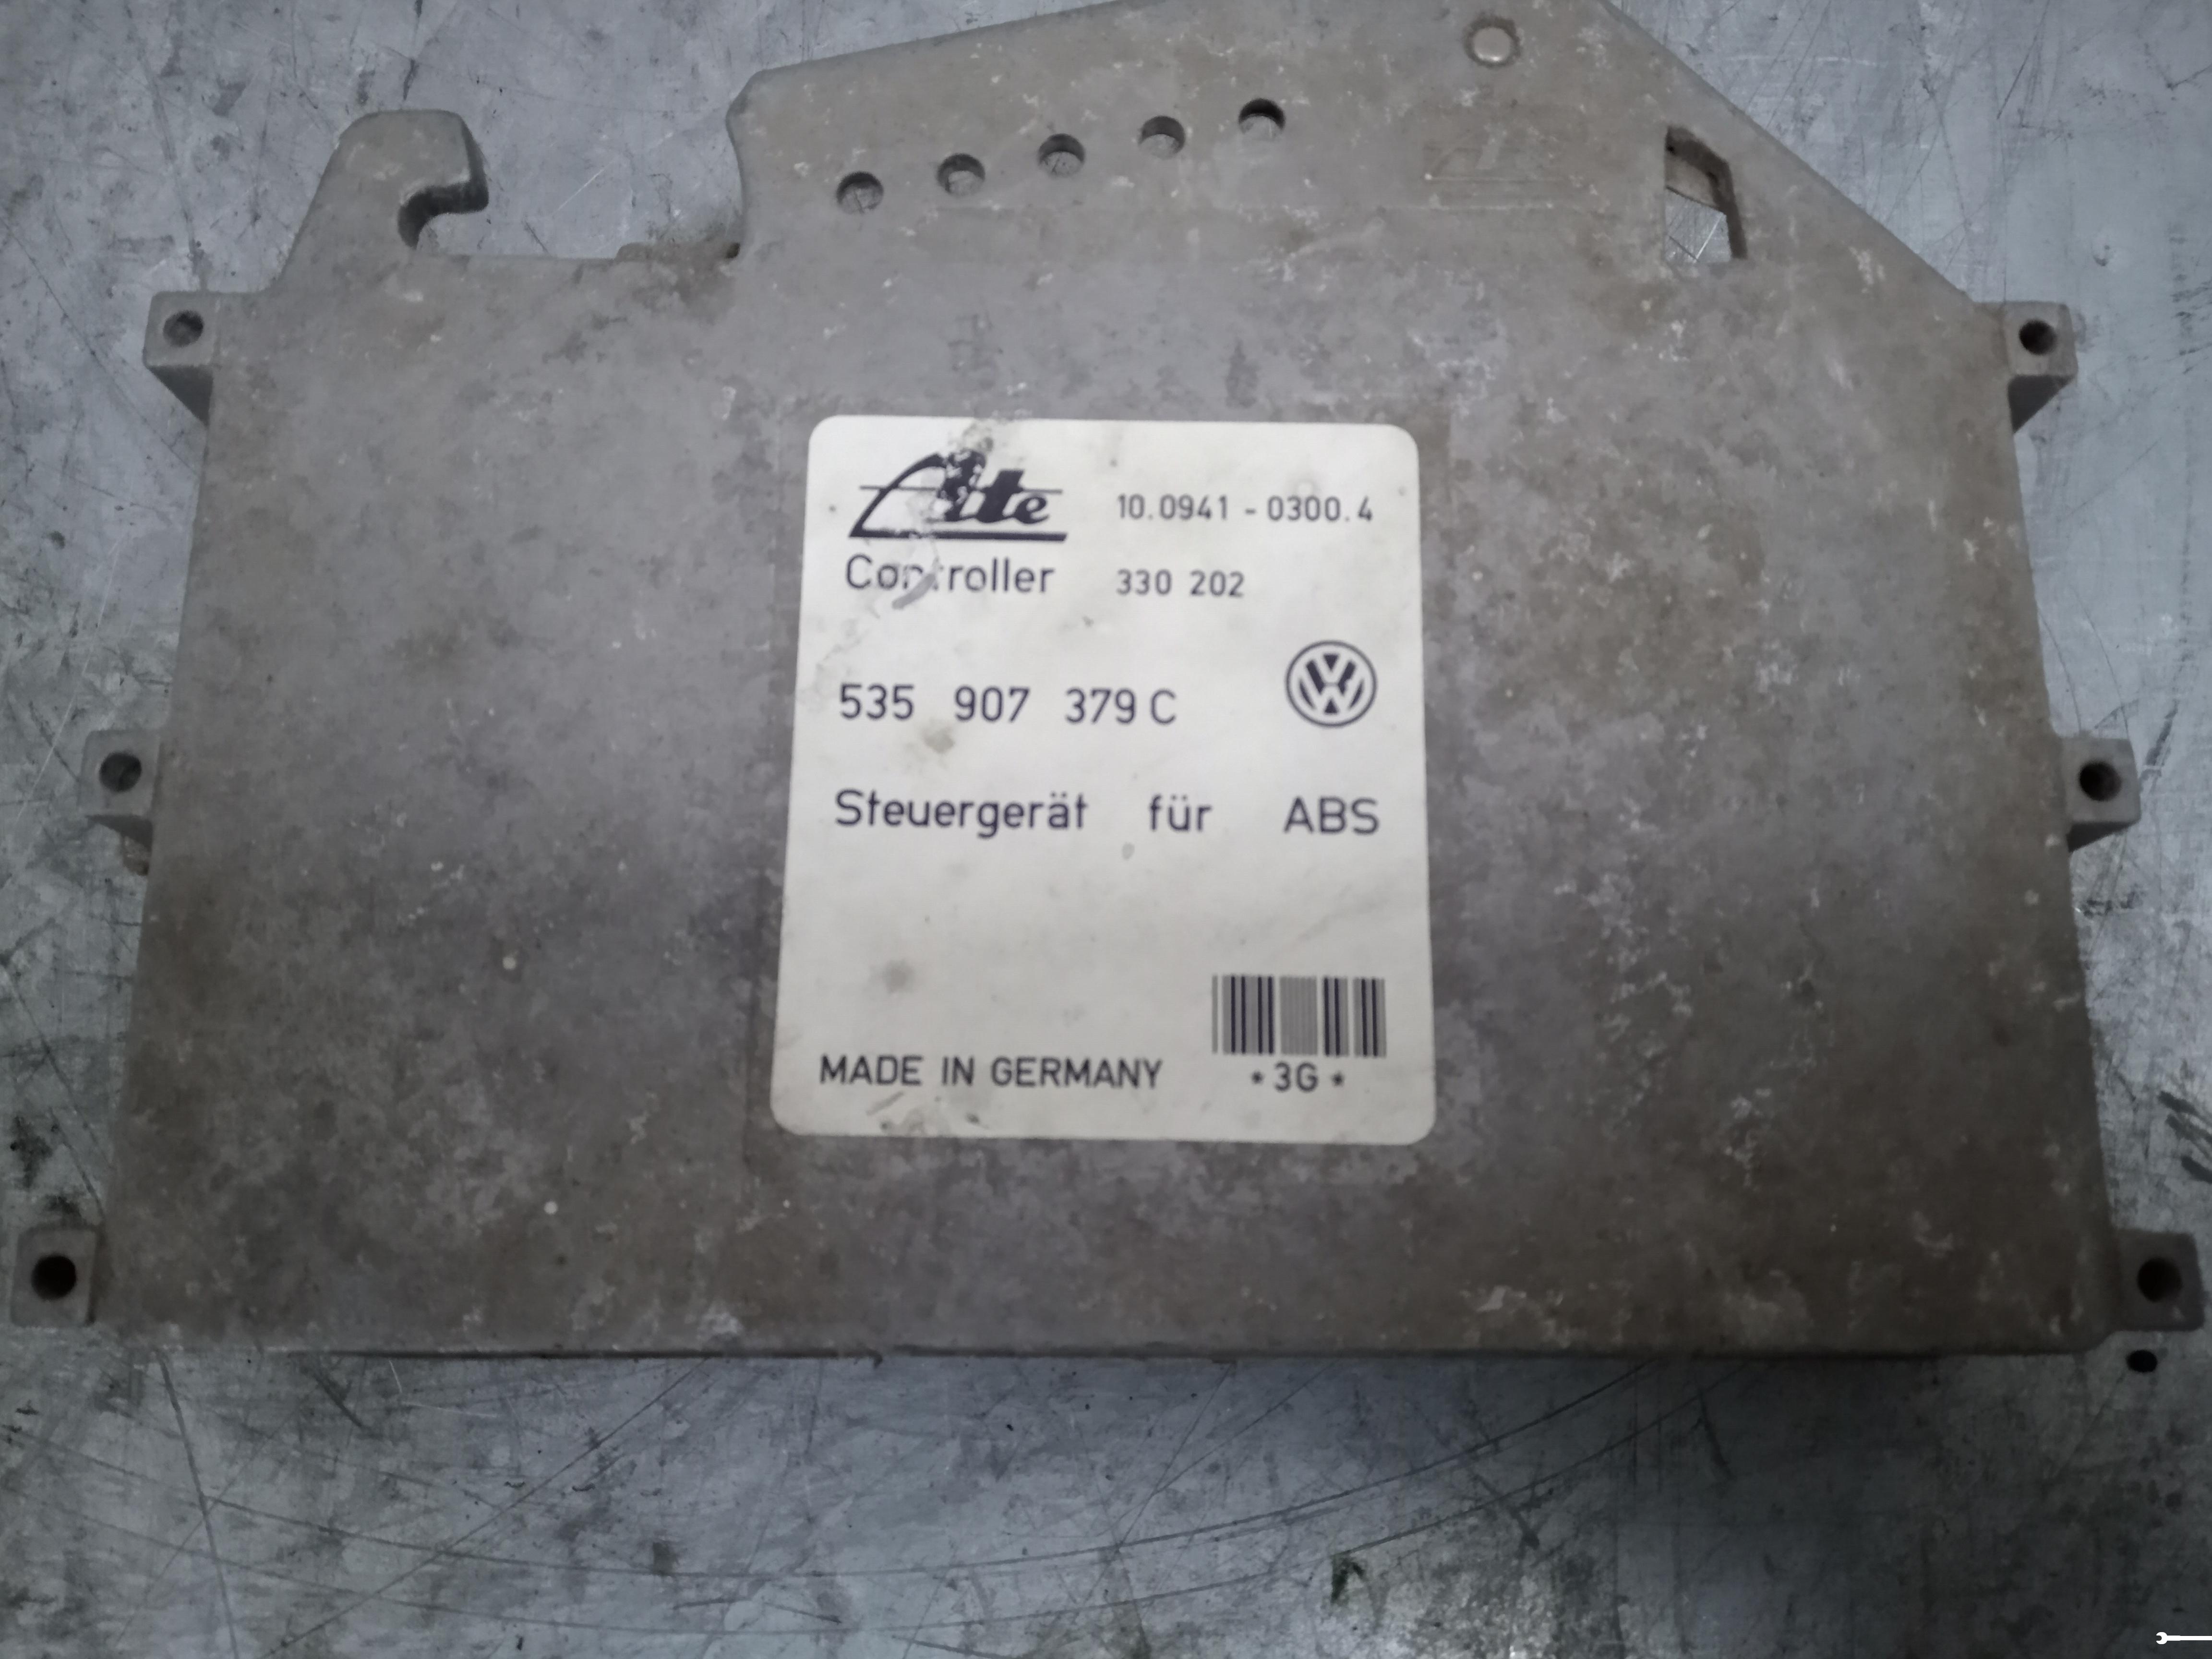 Ate 10.0941 - 0300.4
Controller 330 202
535 907 379 C
Steuergerät für ABS
MADE IN GERMANY *3G*